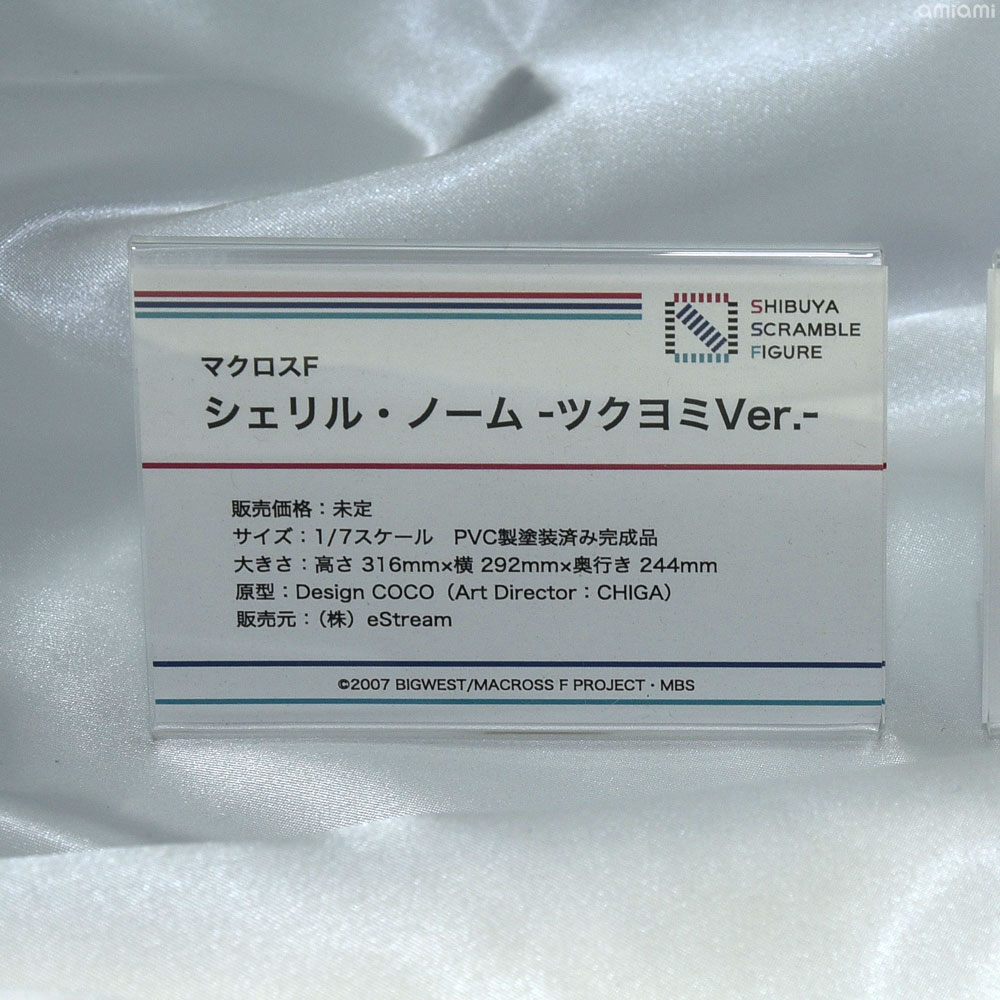 amiami
SHIBUYA
SCRAMBLE
FIGURE
マクロスF
シェリル・ノーム -ツクヨミVer.-
販売価格：未定
サイズ：1/7スケール　PVC製塗装済み完成品
大きさ：高さ 316mm×横 292mm×奥行き 244mm
原型：Design COCO（Art Director：CHIGA）
販売元：（株）eStream
©2007 BIGWEST/MACROSS F PROJECT・MBS